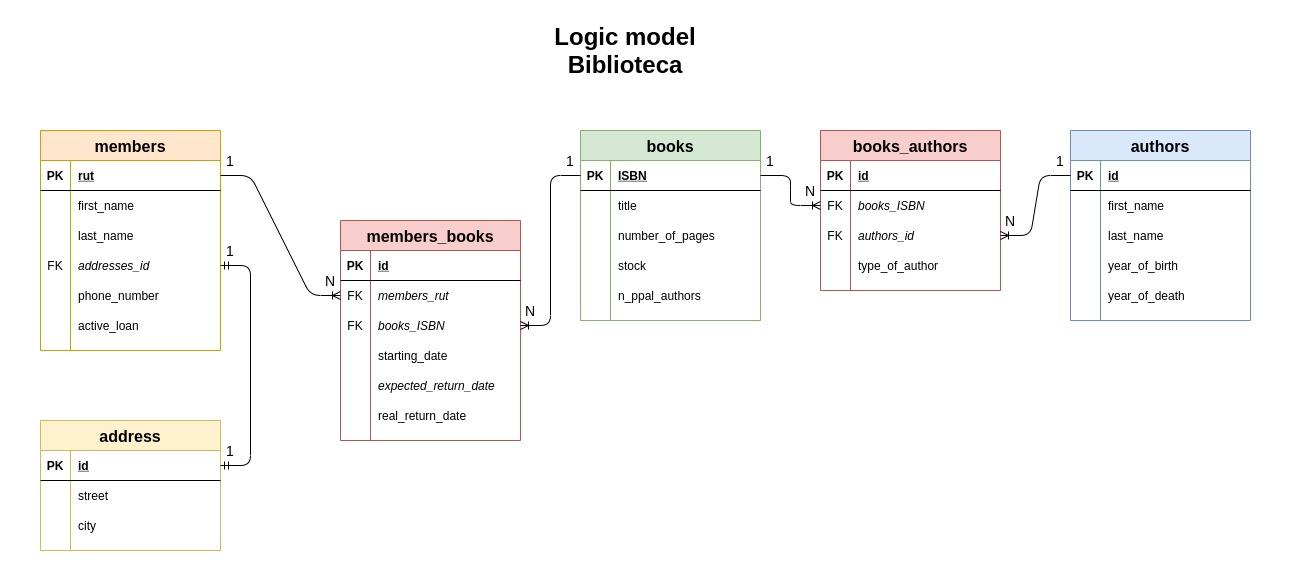 Logic model
Biblioteca
members
PK rut
first_name
last_name
FK addresses_id
phone_number
active_loan
1
1
address
PK id
street
city
1
members_books
PK id
FK members_rut
FK books_ISBN
starting_date
expected_return_date
real_return_date
N
N
books
PK ISBN
title
number_of_pages
stock
n_ppal_authors
1
1
books_authors
PK id
FK books_ISBN
FK authors_id
type_of_author
N
N
authors
PK id
first_name
last_name
year_of_birth
year_of_death
1